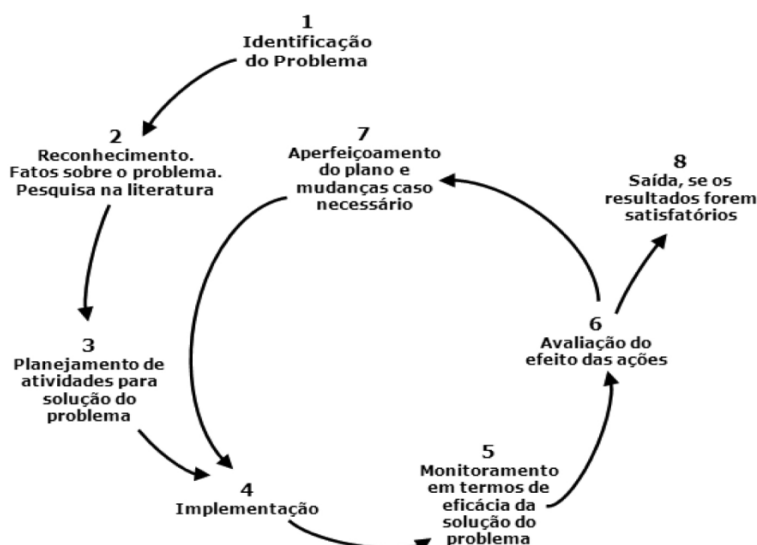 1
Identificação
do Problema
2
Reconhecimento.
Fatos sobre o problema.
Pesquisa na literatura
3
Planejamento de
atividades para
solução do
problema
4
Implementação
5
Monitoramento
em termos de
eficácia da
solução do
problema
6
Avaliação do
efeito das ações
7
Aperfeiçoamento
do plano e
mudanças caso
necessário
8
Saída, se os
resultados forem
satisfatórios